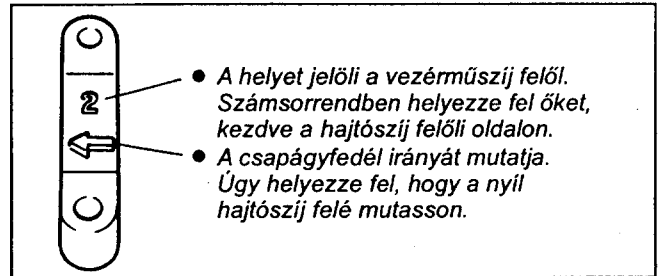 2
● A helyet jelöli a vezérműszíj felől.
Számsorrendben helyezze fel őket,
kezdve a hajtószíj felőli oldalon.
● A csapágyfedél irányát mutatja.
Úgy helyezze fel, hogy a nyíl
hajtószíj felé mutasson.